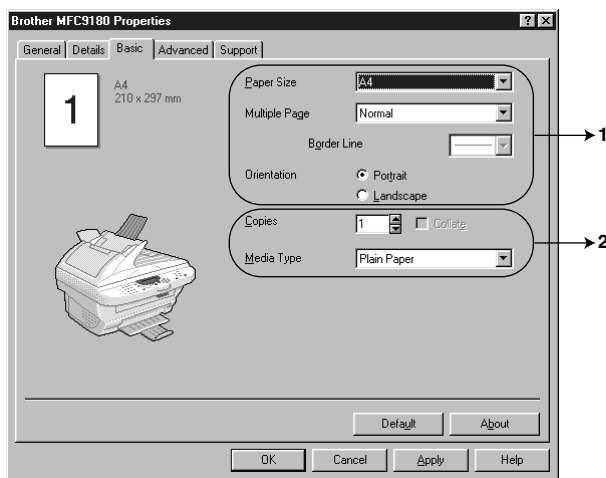 Brother MFC9180 Properties
General Details Basic Advanced Support
1
A4
210 x 297 mm
Paper Size A4
Multiple Page Normal
Border Line
Orientation Portrait
Landscape
1
Copies 1 Collate
Media Type Plain Paper
2
Default About
OK Cancel Apply Help